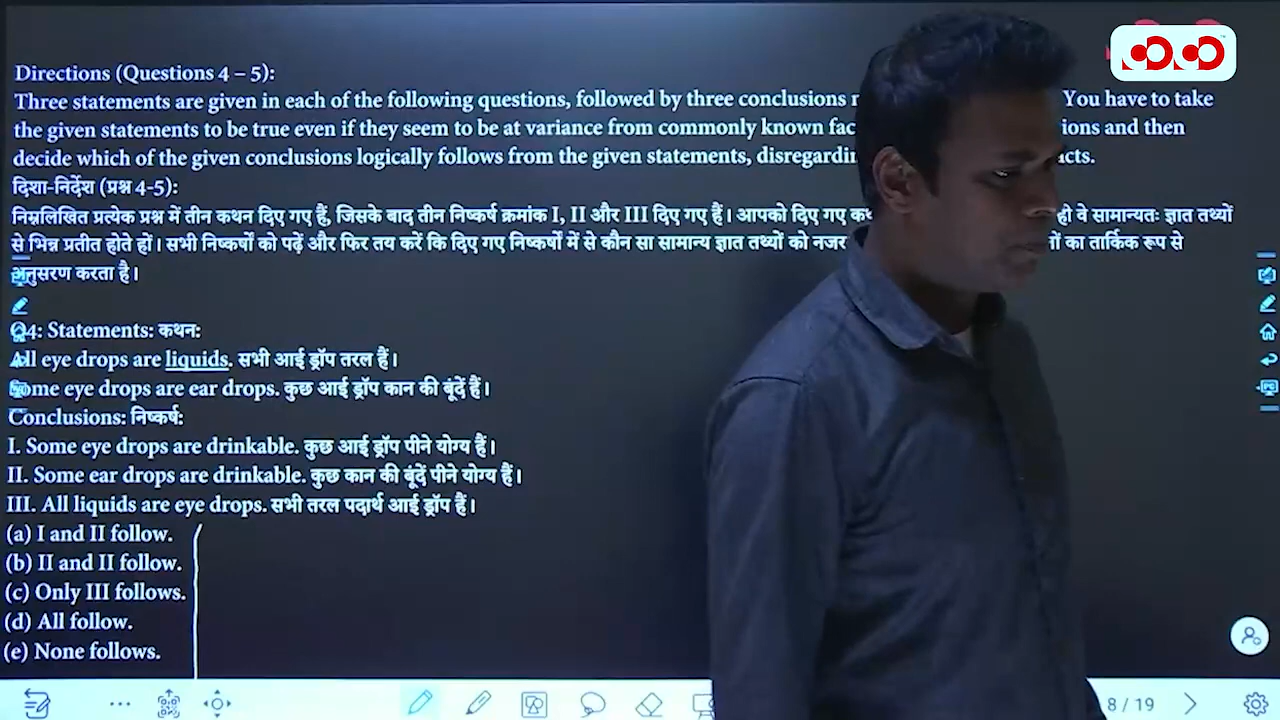 Directions (Questions 4 – 5):
Three statements are given in each of the following questions, followed by three conclusions You have to take
the given statements to be true even if they seem to be at variance from commonly known and then
decide which of the given conclusions logically follows from the given statements,
दिशा-निर्देश (प्रश्न 4-5):
निम्नलिखित प्रत्येक प्रश्न में तीन कथन दिए गए हैं, जिसके बाद तीन निष्कर्ष क्रमांक I, II और III दिए गए हैं। आपको दिए गए ही वे सामान्यतः ज्ञात तथ्यों
से भिन्न प्रतीत होते हों। सभी निष्कर्षों को पढ़ें और फिर तय करें कि दिए गए निष्कर्षों में से कौन सा सामान्य ज्ञात तथ्यों को नजर का तार्किक रूप से
अनुसरण करता है।
Q4: Statements: कथन:
All eye drops are liquids. सभी आई ड्रॉप तरल हैं।
Some eye drops are ear drops. कुछ आई ड्रॉप कान की बूंदें हैं।
Conclusions: निष्कर्ष:
I. Some eye drops are drinkable. कुछ आई ड्रॉप पीने योग्य हैं।
II. Some ear drops are drinkable. कुछ कान की बूंदें पीने योग्य हैं।
III. All liquids are eye drops. सभी तरल पदार्थ आई ड्रॉप हैं।
(a) I and II follow.
(b) II and II follow.
(c) Only III follows.
(d) All follow.
(e) None follows.
8 / 19